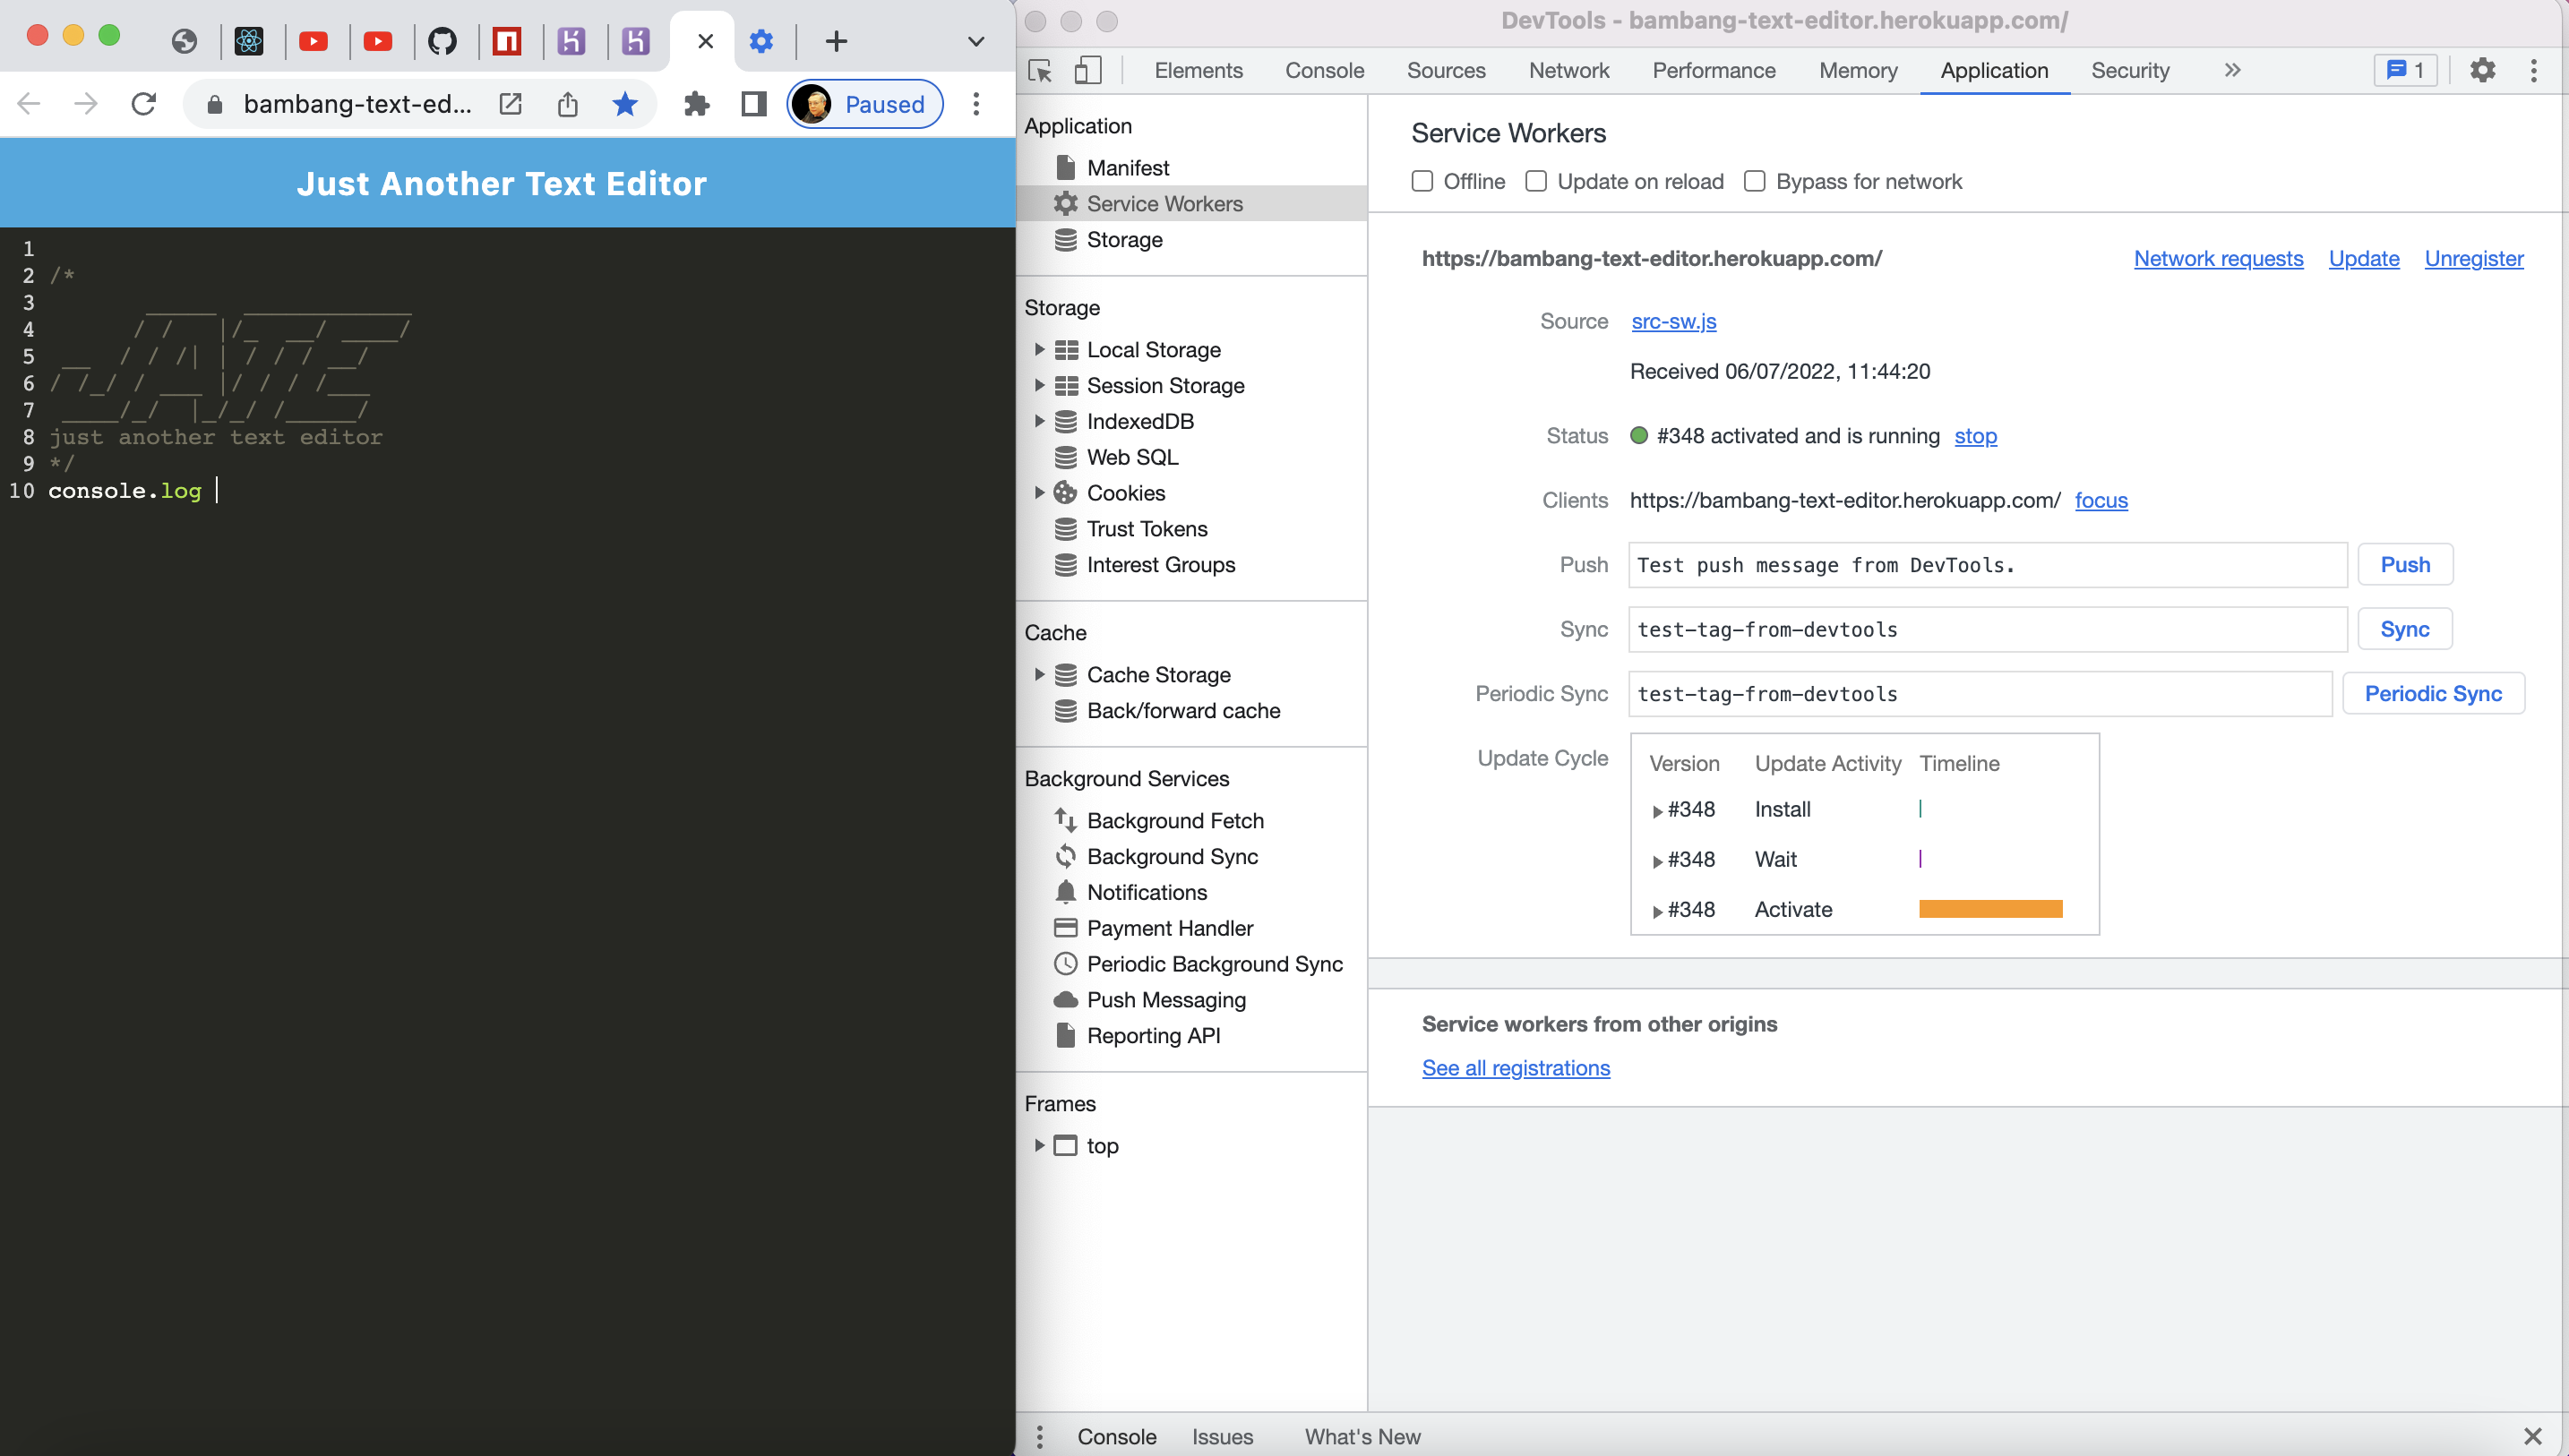 bambang-text-ed...
Paused
Just Another Text Editor
1
2 /*
3
4
5
6
7
8 just another text editor
9 */
10 console.log
DevTools - bambang-text-editor.herokuapp.com/
Elements Console Sources Network Performance Memory Application Security » 1
Application
Manifest
Service Workers
Storage
Storage
Local Storage
Session Storage
IndexedDB
Web SQL
Cookies
Trust Tokens
Interest Groups
Cache
Cache Storage
Back/forward cache
Background Services
Background Fetch
Background Sync
Notifications
Payment Handler
Periodic Background Sync
Push Messaging
Reporting API
Frames
top
Service Workers
Offline Update on reload Bypass for network
https://bambang-text-editor.herokuapp.com/ Network requests Update Unregister
Source src-sw.js
Received 06/07/2022, 11:44:20
Status #348 activated and is running stop
Clients https://bambang-text-editor.herokuapp.com/ focus
Push Test push message from DevTools. Push
Sync test-tag-from-devtools Sync
Periodic Sync test-tag-from-devtools Periodic Sync
Update Cycle
Version Update Activity Timeline
#348 Install
#348 Wait
#348 Activate
Service workers from other origins
See all registrations
Console Issues What's New